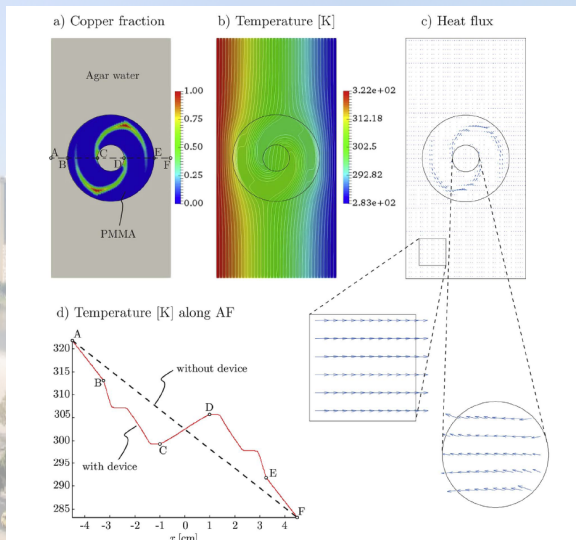 a) Copper fraction
b) Temperature [K]
c) Heat flux
Agar water
1.00
0.75
0.50
0.25
0.00
A
B
C
D
E
F
PMMA
3.22e+02
312.18
302.5
292.82
2.83e+02
d) Temperature [K] along AF
320
315
310
305
300
295
290
285
A
B
C
D
E
F
without device
with device
-4
-3
-2
-1
0
1
2
3
4
x [cm]